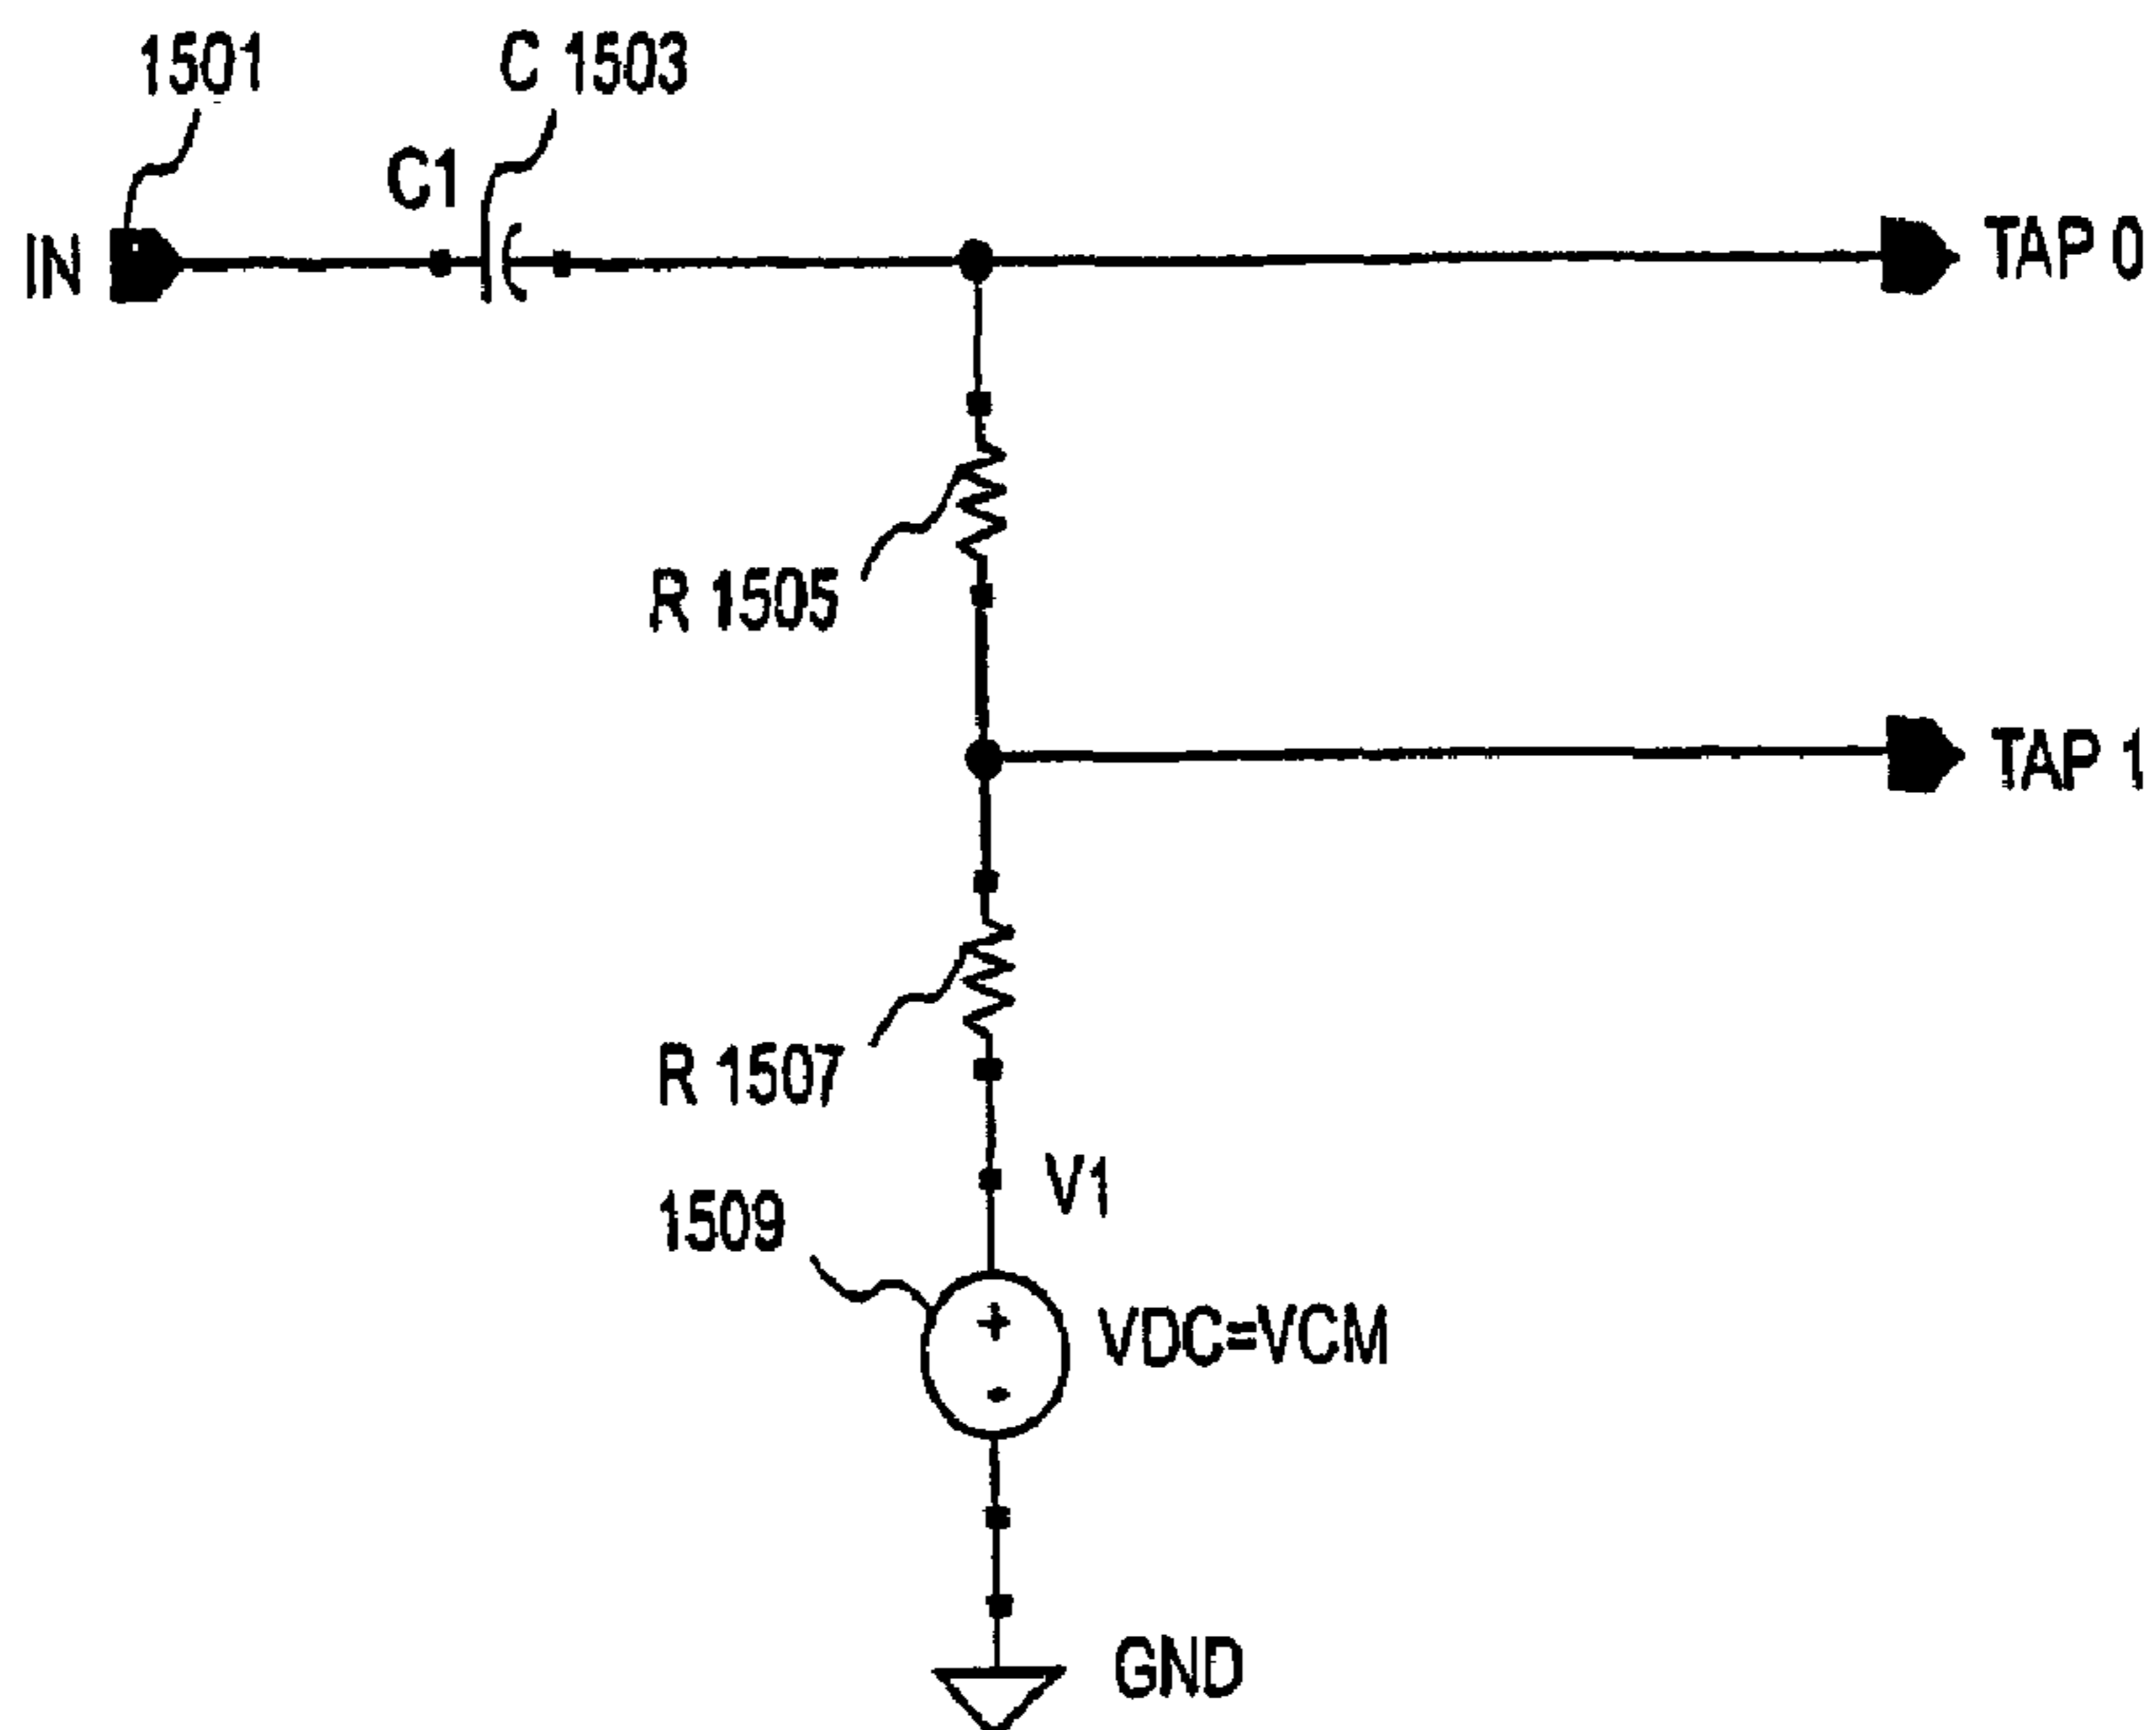 1501
C 1503
C1
IN
TAP 0
R 1505
TAP 1
R 1507
V1
1509
+
-
VDC=VCM
GND